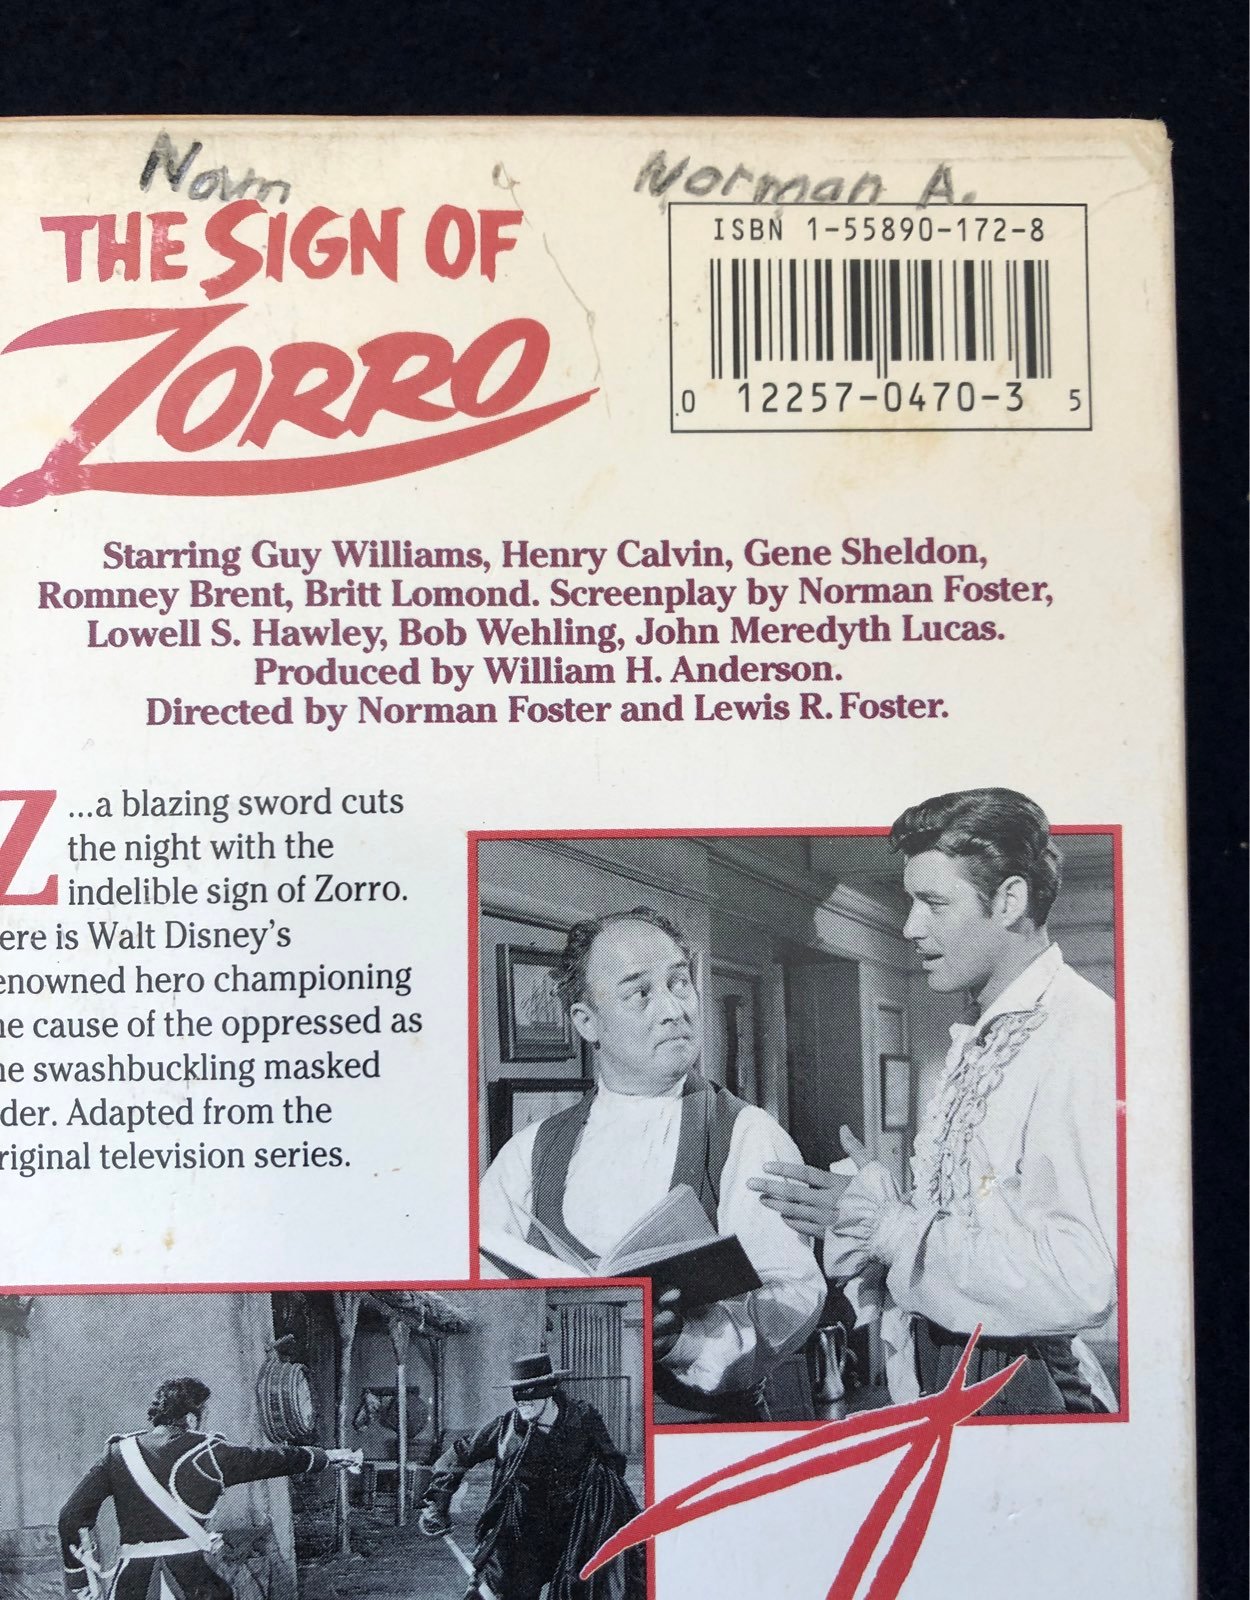 Norm
Norman A.
THE SIGN OF
ZORRO
ISBN 1-55890-172-8
0 12257-0470-3 5
Starring Guy Williams, Henry Calvin, Gene Sheldon,
Romney Brent, Britt Lomond. Screenplay by Norman Foster,
Lowell S. Hawley, Bob Wehling, John Meredyth Lucas.
Produced by William H. Anderson.
Directed by Norman Foster and Lewis R. Foster.
Z ...a blazing sword cuts
the night with the
indelible sign of Zorro.
ere is Walt Disney's
enowned hero championing
he cause of the oppressed as
he swashbuckling masked
der. Adapted from the
riginal television series.